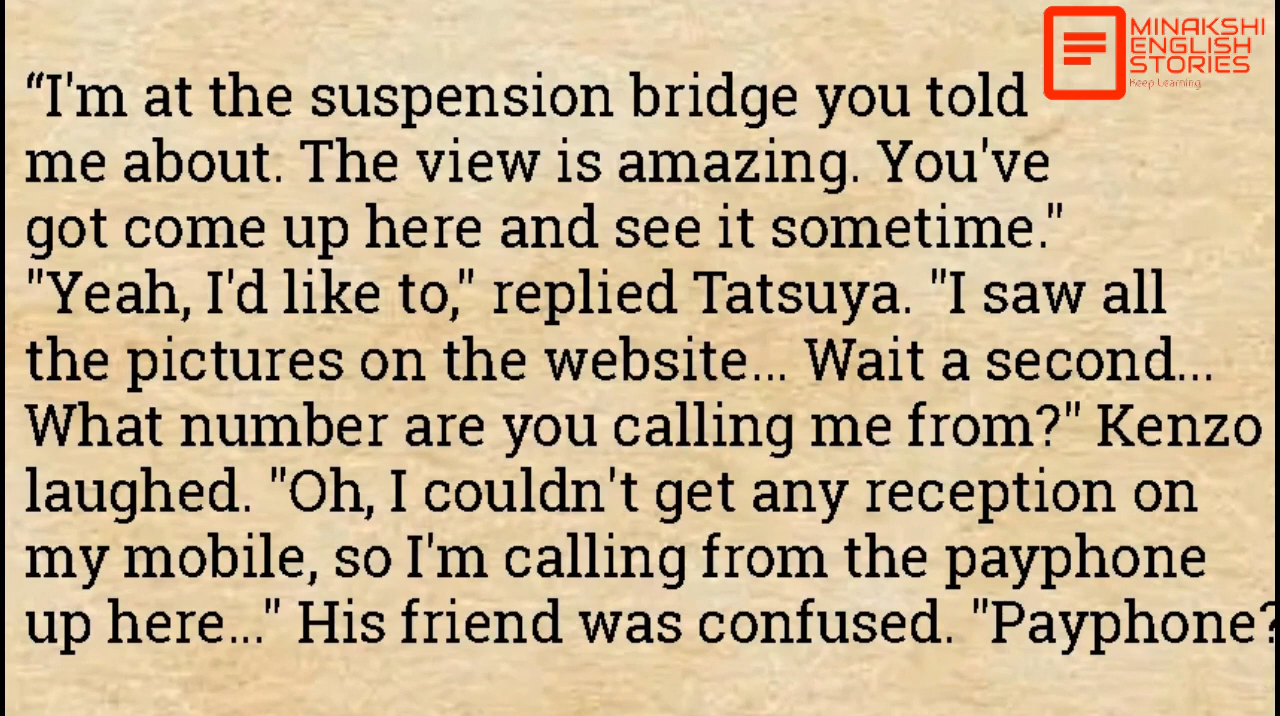 MINAKSHI
ENGLISH
STORIES
Keep Learning
“I'm at the suspension bridge you told
me about. The view is amazing. You've
got come up here and see it sometime."
"Yeah, I'd like to," replied Tatsuya. "I saw all
the pictures on the website... Wait a second...
What number are you calling me from?" Kenzo
laughed. "Oh, I couldn't get any reception on
my mobile, so I'm calling from the payphone
up here..." His friend was confused. "Payphone?